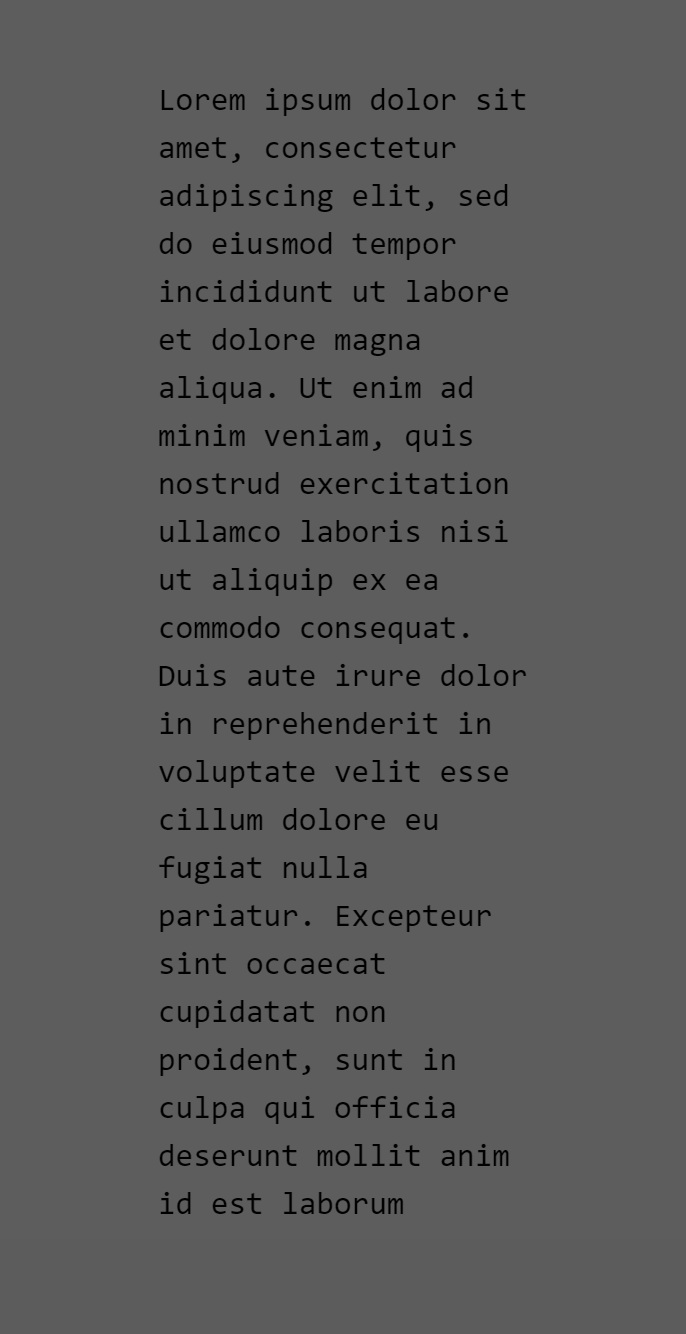 Lorem ipsum dolor sit
amet, consectetur
adipiscing elit, sed
do eiusmod tempor
incididunt ut labore
et dolore magna
aliqua. Ut enim ad
minim veniam, quis
nostrud exercitation
ullamco laboris nisi
ut aliquip ex ea
commodo consequat.
Duis aute irure dolor
in reprehenderit in
voluptate velit esse
cillum dolore eu
fugiat nulla
pariatur. Excepteur
sint occaecat
cupidatat non
proident, sunt in
culpa qui officia
deserunt mollit anim
id est laborum